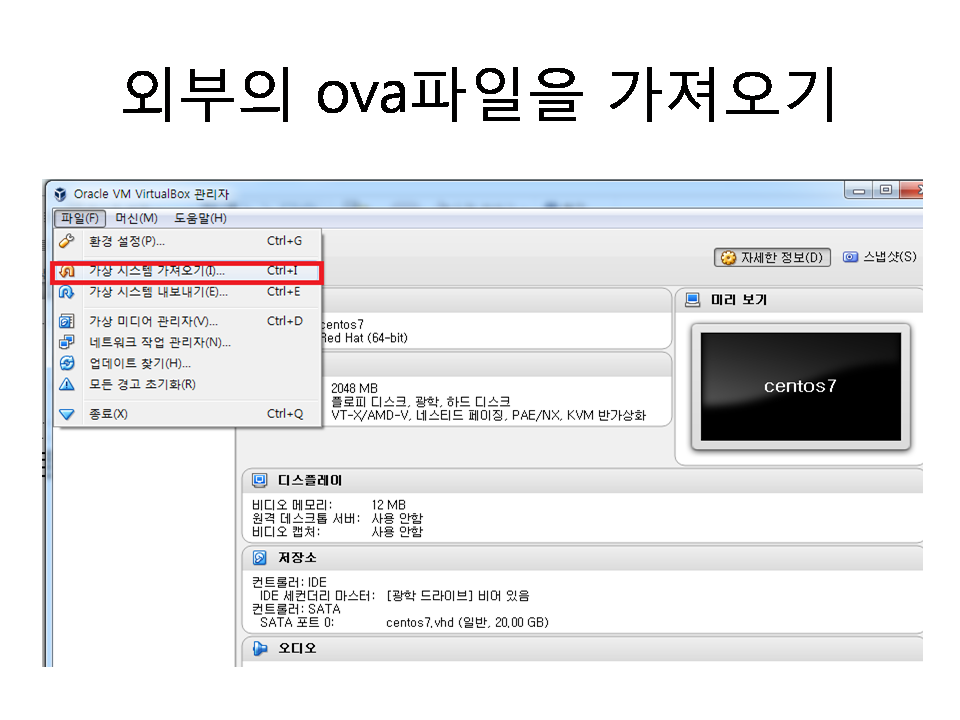 외부의 ova파일을 가져오기
Oracle VM VirtualBox 관리자
파일(F) 머신(M) 도움말(H)
환경 설정(P)... Ctrl+G
가상 시스템 가져오기(I)... Ctrl+I
가상 시스템 내보내기(E)... Ctrl+E
가상 미디어 관리자(V)... Ctrl+D
네트워크 작업 관리자(N)...
업데이트 찾기(H)...
모든 경고 초기화(R)
종료(X) Ctrl+Q
자세한 정보(D) 스냅샷(S)
centos7
Red Hat (64-bit)
2048 MB
플로피 디스크, 광학, 하드 디스크
VT-X/AMD-V, 네스티드 페이징, PAE/NX, KVM 반가상화
미리 보기
centos7
디스플레이
비디오 메모리: 12 MB
원격 데스크톱 서버: 사용 안함
비디오 캡처: 사용 안함
저장소
컨트롤러: IDE
IDE 세컨더리 마스터: [광학 드라이브] 비어 있음
컨트롤러: SATA
SATA 포트 0: centos7.vhd (일반, 20.00 GB)
오디오